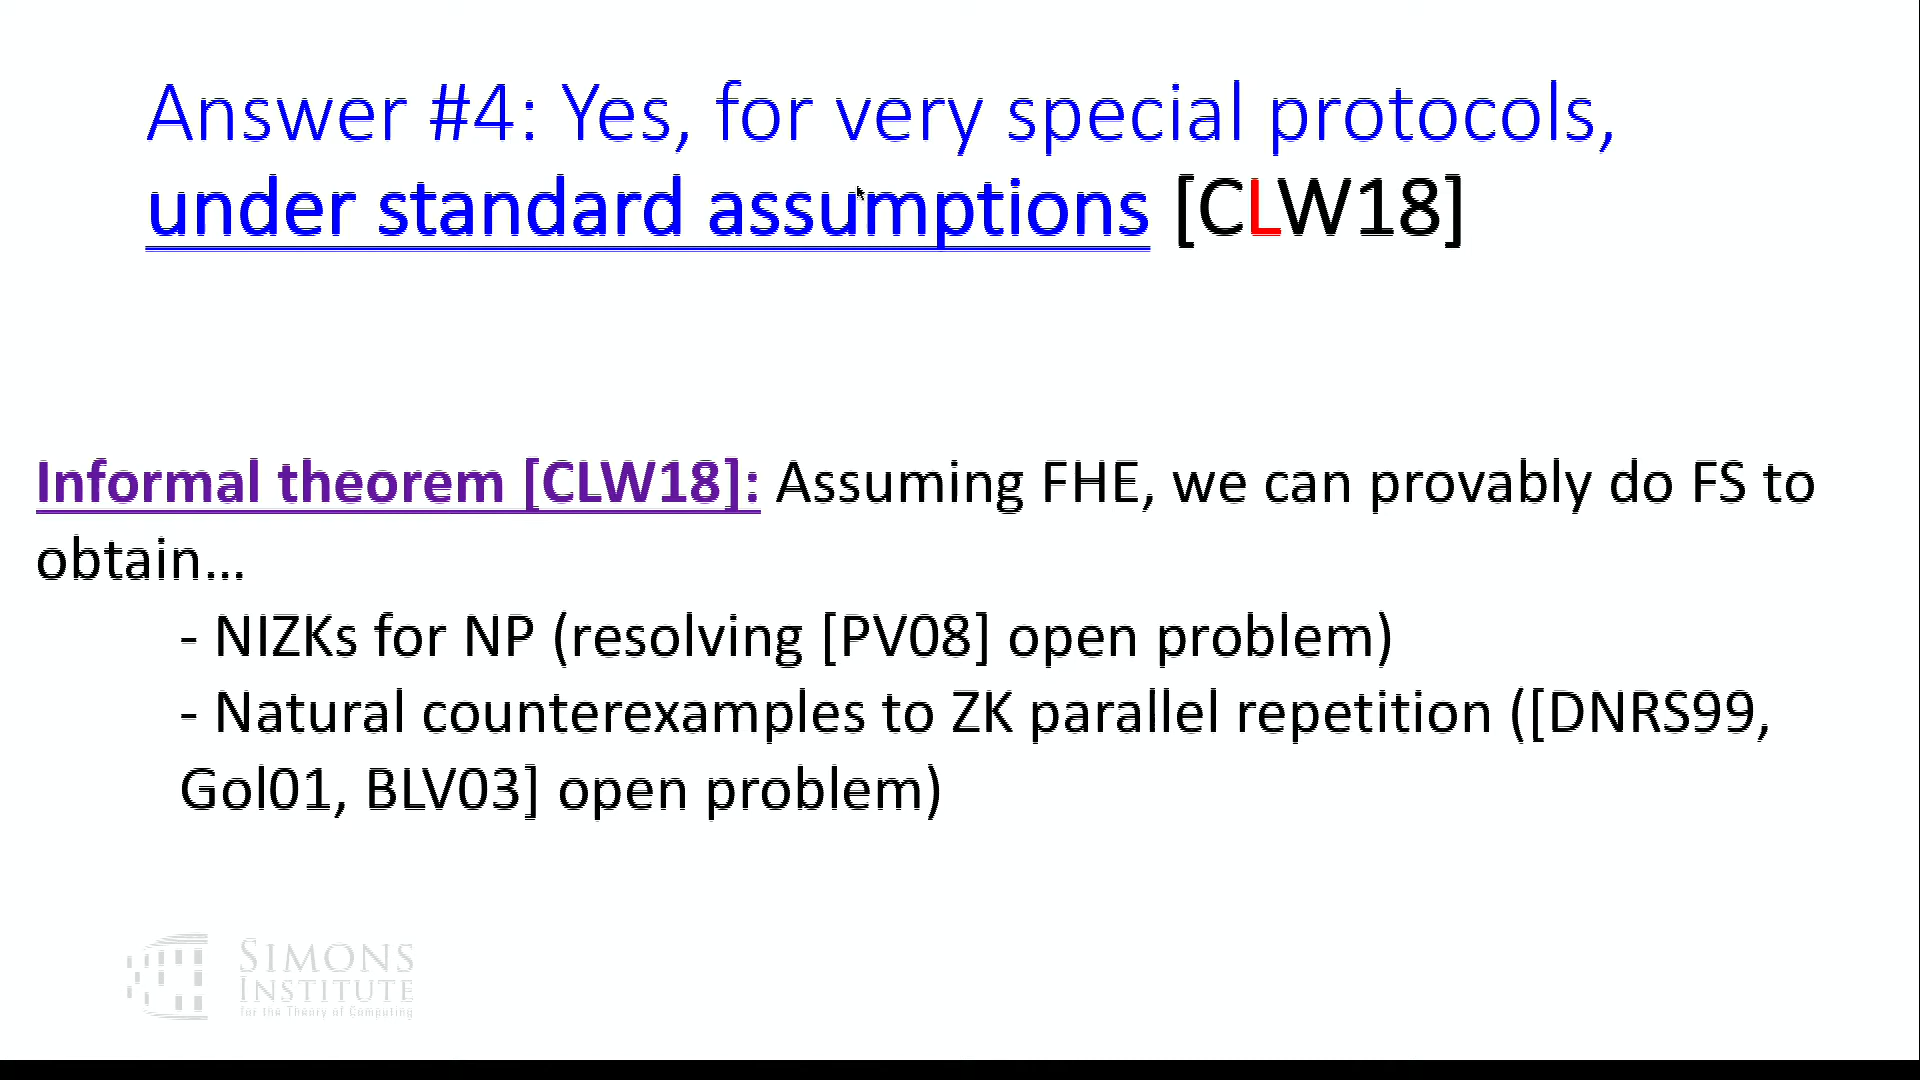 Answer #4: Yes, for very special protocols,
under standard assumptions [CLW18]
Informal theorem [CLW18]: Assuming FHE, we can provably do FS to
obtain...
- NIZKs for NP (resolving [PV08] open problem)
- Natural counterexamples to ZK parallel repetition ([DNRS99,
Gol01, BLV03] open problem)
SIMONS
INSTITUTE
for the Theory of Computing